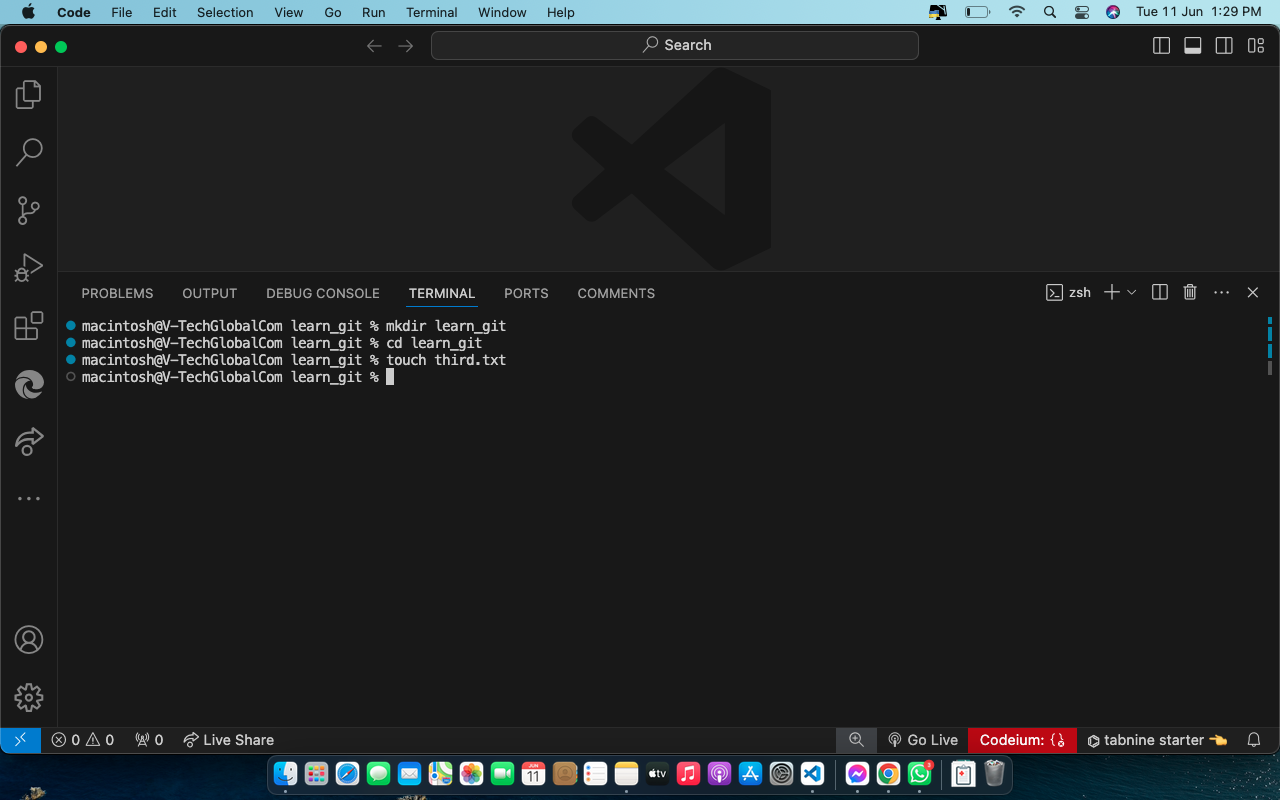 Code File Edit Selection View Go Run Terminal Window Help Tue 11 Jun 1:29 PM
Search
PROBLEMS OUTPUT DEBUG CONSOLE TERMINAL PORTS COMMENTS zsh
macintosh@V-TechGlobalCom learn_git % mkdir learn_git
macintosh@V-TechGlobalCom learn_git % cd learn_git
macintosh@V-TechGlobalCom learn_git % touch third.txt
macintosh@V-TechGlobalCom learn_git %
0 0 0 Live Share Go Live Codeium: {} tabnine starter
JUN
11
tv
3